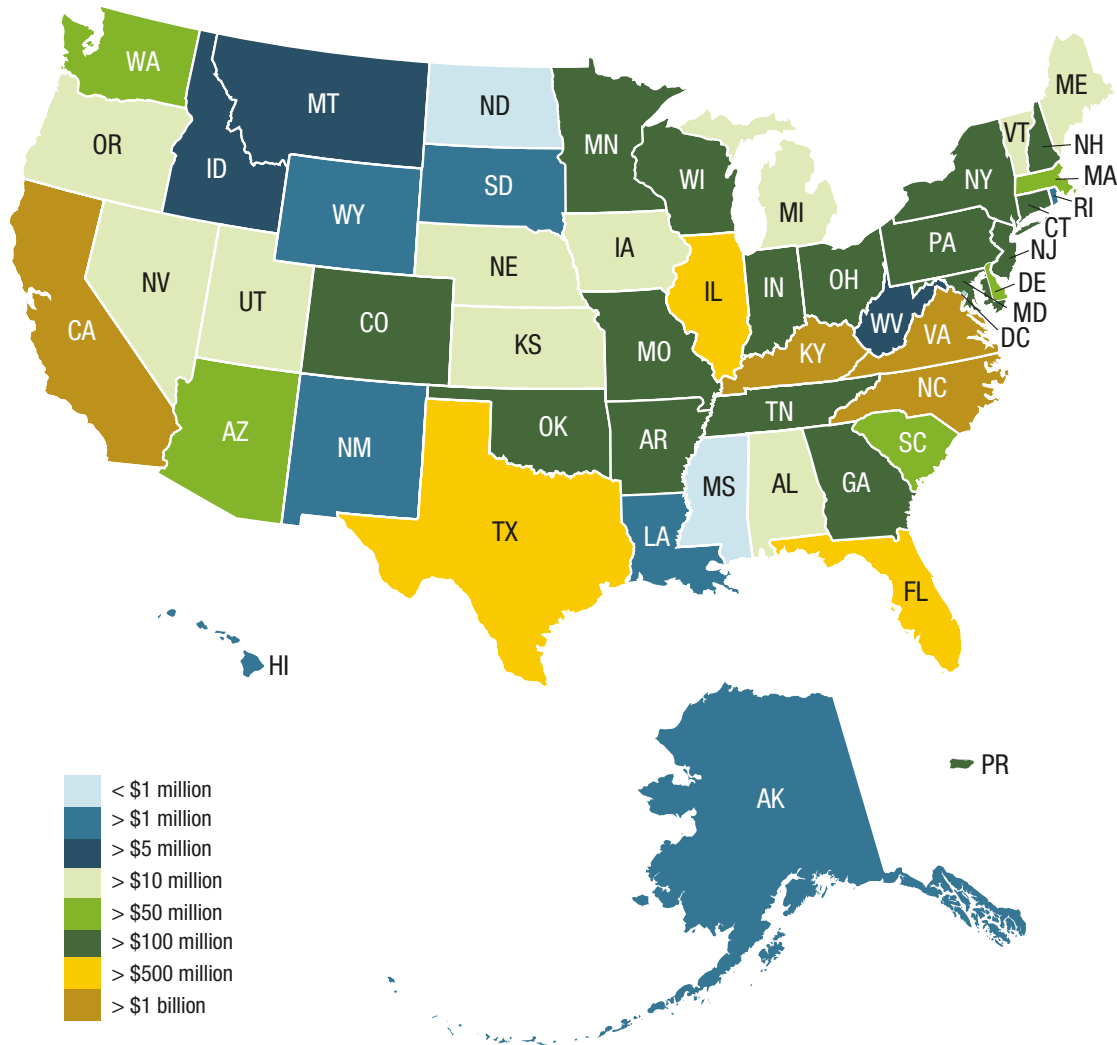 WA
ME
MT
ND
VT
OR
MN
NH
ID
SD
WI
NY
MA
WY
MI
RI
CT
PA
NJ
IA
NE
NV
OH
IN
IL
DE
UT
MD
CO
WV
DC
CA
KS
MO
VA
KY
NC
TN
OK
AZ
AR
SC
NM
MS
AL
GA
TX
LA
FL
HI
PR
AK
< $1 million
> $1 million
> $5 million
> $10 million
> $50 million
> $100 million
> $500 million
> $1 billion